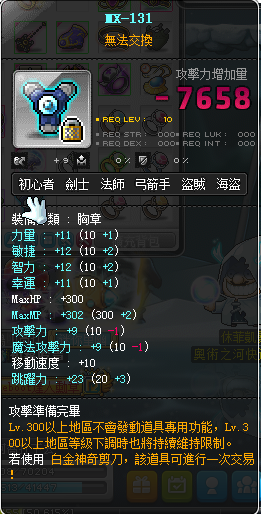 MX-131
無法交換
攻擊力增加量
- 7658
REQ LEV : 10
REQ STR : 000
REQ LUK : 000
REQ DEX : 000
REQ INT : 000
+ 9
0 %
0 %
初心者 劍士 法師 弓箭手 盜賊 海盜
裝備分類 : 胸章
力量 : +11 (10 +1)
敏捷 : +12 (10 +2)
智力 : +12 (10 +2)
幸運 : +11 (10 +1)
MaxHP : +300
MaxMP : +302 (300 +2)
攻擊力 : +9 (10 -1)
魔法攻擊力 : +9 (10 -1)
移動速度 : +10
跳躍力 : +23 (20 +3)
攻擊準備完畢
Lv.300以上地區不會發動道具專用功能，Lv.3
00以上地區等級下調時也將持續維持限制。
若使用 白金神奇剪刀，該道具可進行一次交易
!